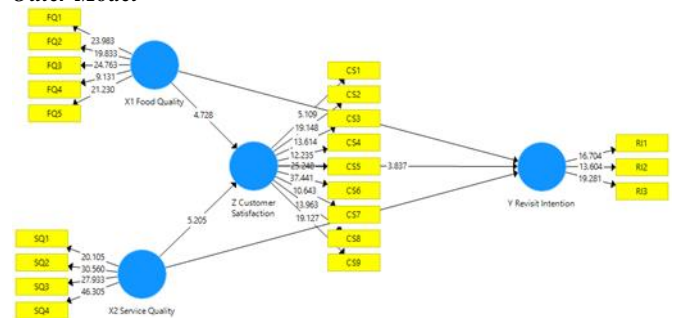 Outer Model
FQ1
FQ2
FQ3
FQ4
FQ5
23.983
19.833
24.763
9.131
21.230
X1 Food Quality
4.728
CS1
CS2
CS3
CS4
CS5
CS6
CS7
CS8
CS9
5.109
19.148
13.614
12.235
25.248
37.441
10.643
13.963
19.127
Z Customer
Satisfaction
3.837
RI1
RI2
RI3
16.704
13.604
19.281
Y Revisit Intention
5.205
SQ1
SQ2
SQ3
SQ4
20.105
30.560
27.933
46.305
X2 Service Quality